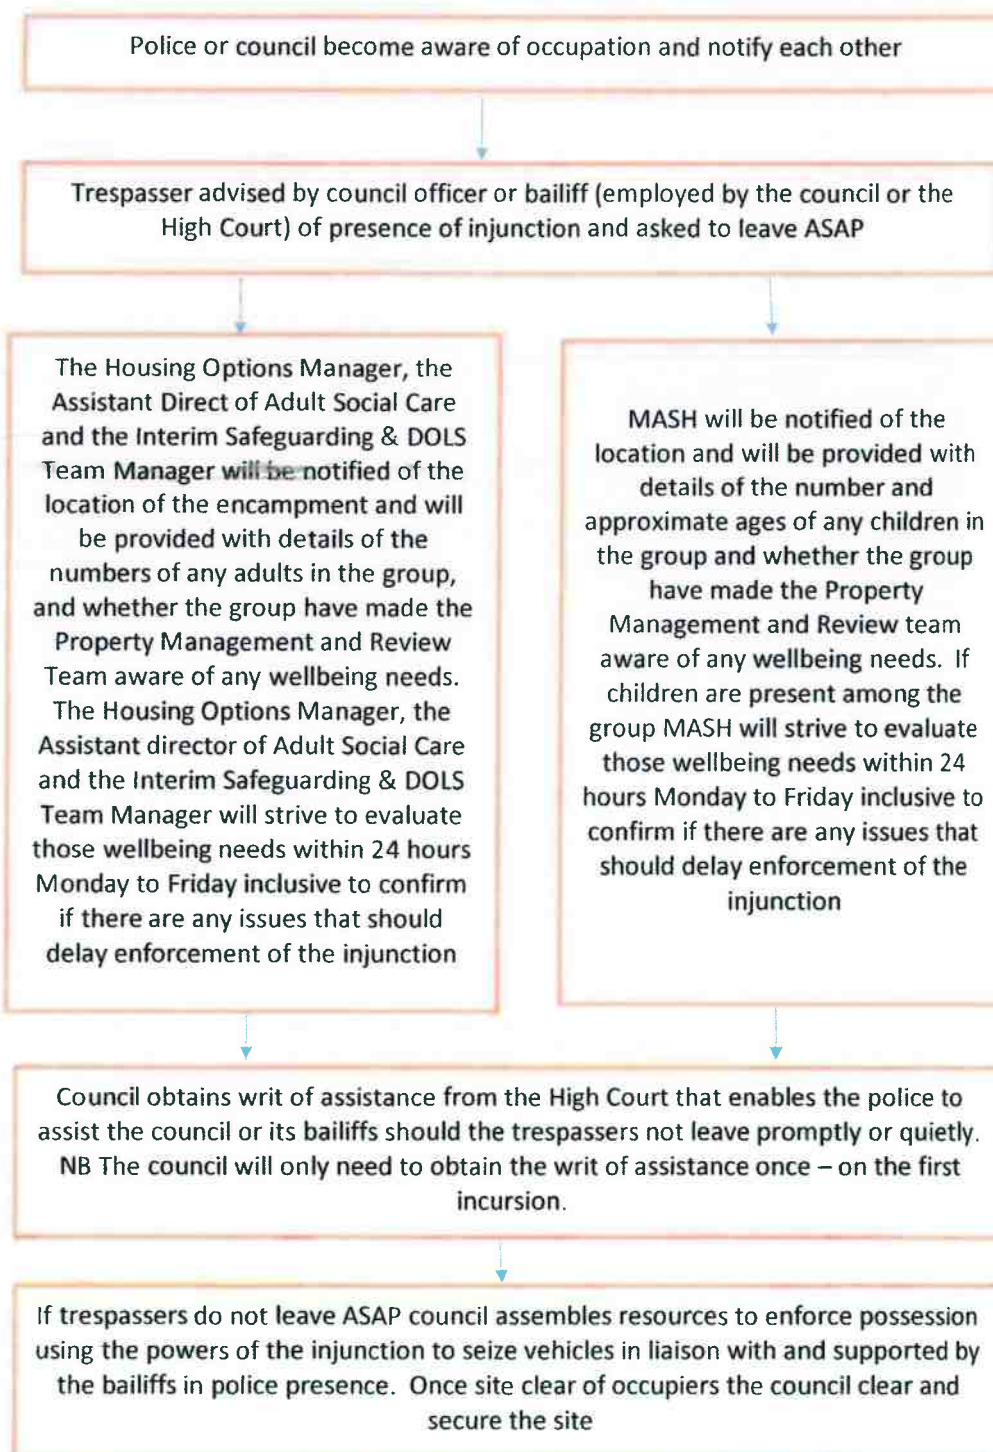 Police or council become aware of occupation and notify each other
Trespasser advised by council officer or bailiff (employed by the council or the
High Court) of presence of injunction and asked to leave ASAP
The Housing Options Manager, the
Assistant Direct of Adult Social Care
and the Interim Safeguarding & DOLS
Team Manager will be notified of the
location of the encampment and will
be provided with details of the
numbers of any adults in the group,
and whether the group have made the
Property Management and Review
Team aware of any wellbeing needs.
The Housing Options Manager, the
Assistant director of Adult Social Care
and the Interim Safeguarding & DOLS
Team Manager will strive to evaluate
those wellbeing needs within 24 hours
Monday to Friday inclusive to confirm
if there are any issues that should
delay enforcement of the injunction
MASH will be notified of the
location and will be provided with
details of the number and
approximate ages of any children in
the group and whether the group
have made the Property
Management and Review team
aware of any wellbeing needs. If
children are present among the
group MASH will strive to evaluate
those wellbeing needs within 24
hours Monday to Friday inclusive to
confirm if there are any issues that
should delay enforcement of the
injunction
Council obtains writ of assistance from the High Court that enables the police to
assist the council or its bailiffs should the trespassers not leave promptly or quietly.
NB The council will only need to obtain the writ of assistance once – on the first
incursion.
If trespassers do not leave ASAP council assembles resources to enforce possession
using the powers of the injunction to seize vehicles in liaison with and supported by
the bailiffs in police presence. Once site clear of occupiers the council clear and
secure the site